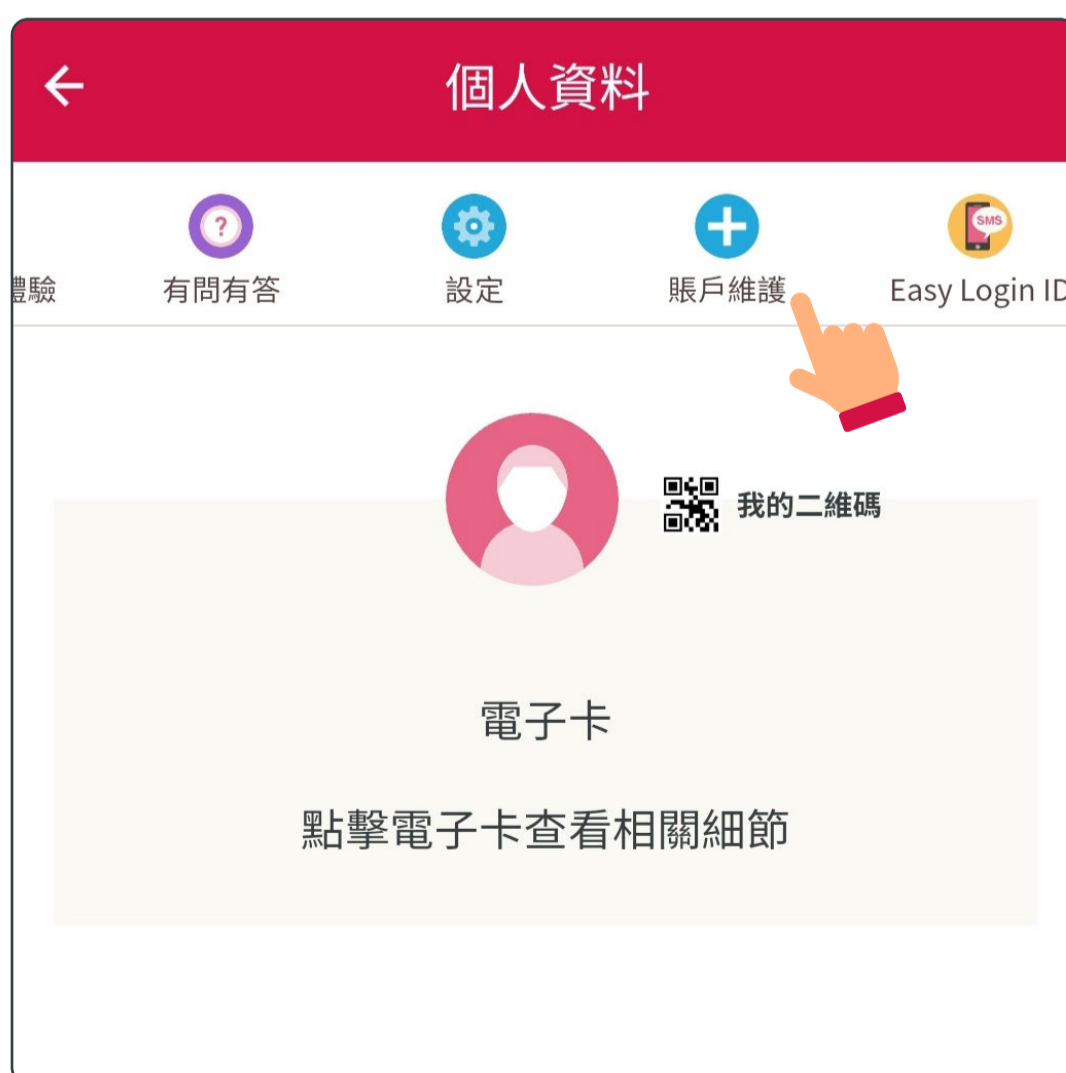 個人資料
體驗 有問有答 設定 賬戶維護 Easy Login ID
?
SMS
我的二維碼
電子卡
點擊電子卡查看相關細節